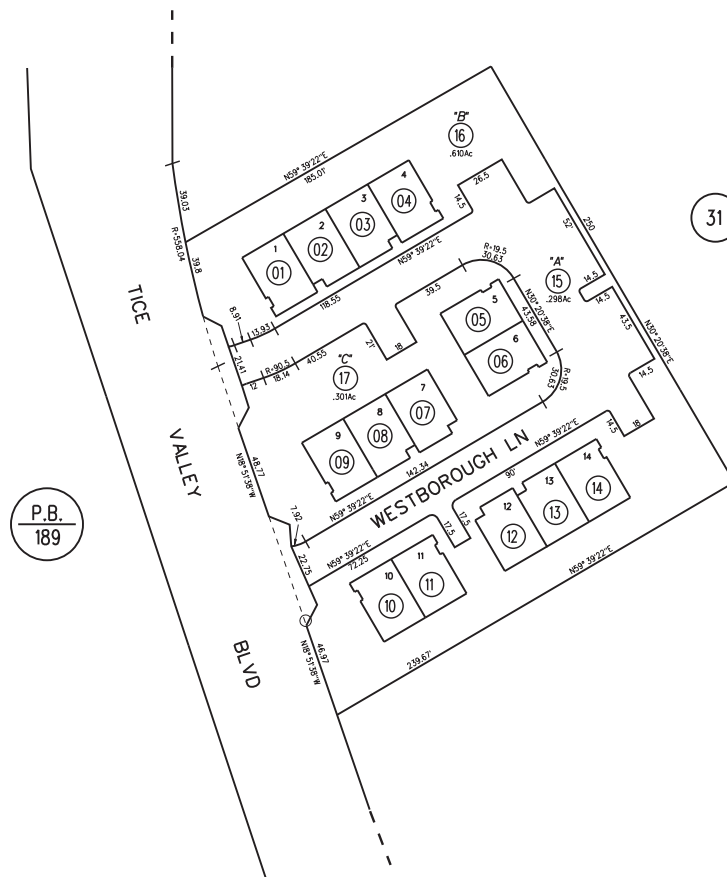 TICE
VALLEY
BLVD
WESTBOROUGH LN
P.B.
189
31
"B"
16
.610Ac
"A"
15
.298Ac
"C"
17
.301Ac
N59° 39'22"E
185.01'
39.03
R=558.04
39.8
1
01
2
02
3
03
4
04
14.5
26.5
52'
250
14.5
14.5
43.5
N30° 20'38"E
14.5
18
14.5
N59° 39'22"E
118.55
8.91
13.93
21.41
12
R=90.5
18.14
40.55
21'
18
39.5
R=19.5
30.63
N30° 20'38"E
43.58
R=19.5
30.63
5
05
6
06
7
07
8
08
9
09
142.34
N59° 39'22"E
48.77
N18° 51'38"W
7.92
22.75
N59° 39'22"E
72.25
17.5
17.5
90'
N59° 39'22"E
10
10
11
11
12
12
13
13
14
14
N59° 39'22"E
239.67'
46.97
N18° 51'38"W